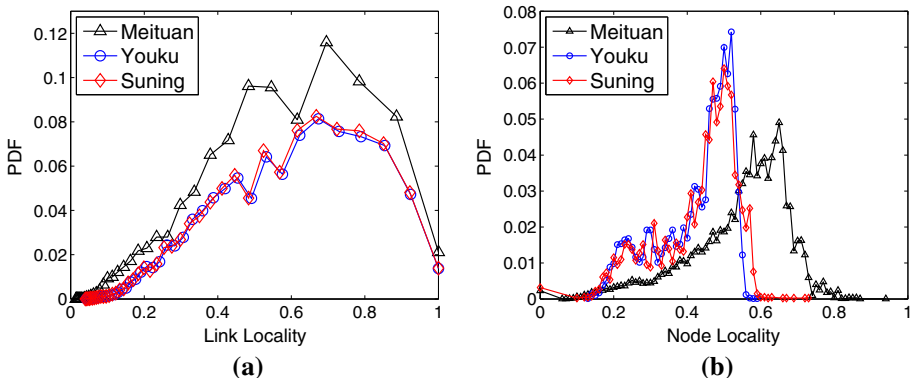 0.12
0.1
0.08
0.06
0.04
0.02
0
PDF
Meituan
Youku
Suning
0 0.2 0.4 0.6 0.8 1
Link Locality
(a)
0.08
0.07
0.06
0.05
0.04
0.03
0.02
0.01
0
PDF
Meituan
Youku
Suning
0 0.2 0.4 0.6 0.8 1
Node Locality
(b)